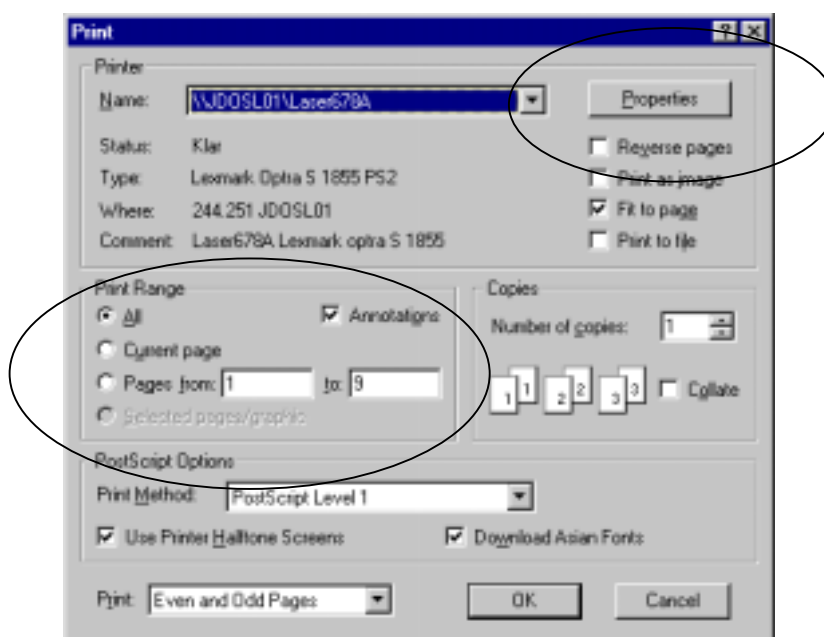 Print
Printer
Name: \\JDOSL01\Laser678A Properties
Status: Klar Reverse pages
Type: Lexmark Optra S 1855 PS2 Print as image
Where: 244.251 JDOSL01 Fit to page
Comment: Laser678A Lexmark optra S 1855 Print to file
Print Range
All Annotations
Current page
Pages from: 1 to: 9
Selected pages/graphic
Copies
Number of copies: 1
1 1 2 2 3 3 Collate
PostScript Options
Print Method: PostScript Level 1
Use Printer Halftone Screens Download Asian Fonts
Print: Even and Odd Pages OK Cancel